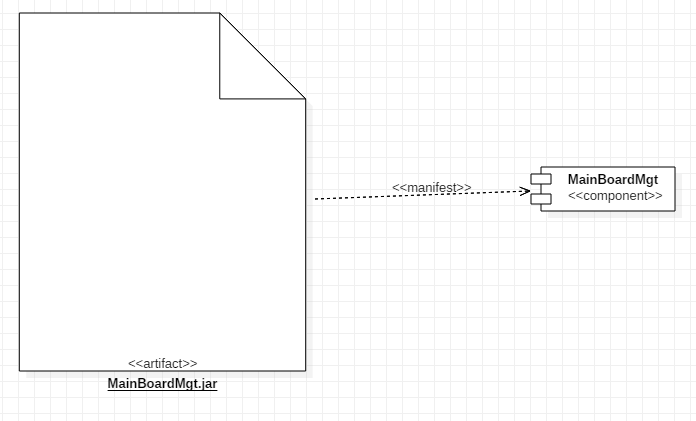 <<manifest>>
MainBoardMgt
<<component>>
<<artifact>>
MainBoardMgt.jar